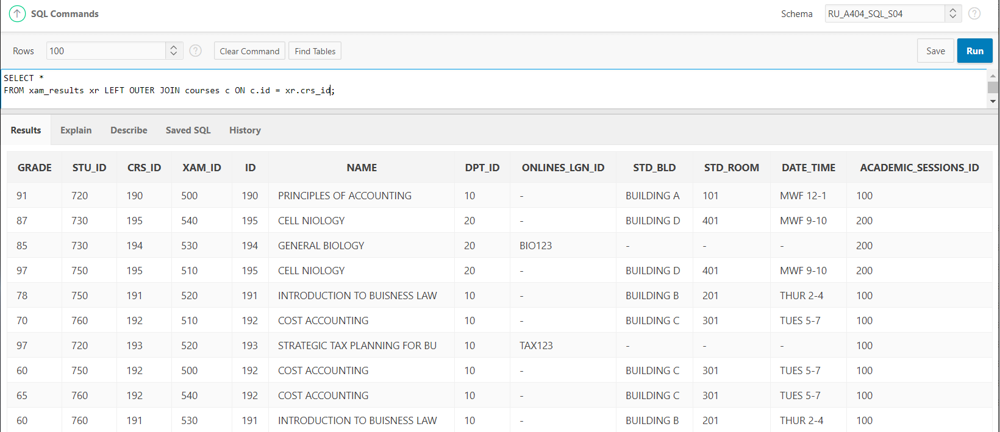 SQL Commands Schema RU_A404_SQL_S04 ?
Rows 100 ? Clear Command Find Tables Save Run
SELECT *
FROM xam_results xr LEFT OUTER JOIN courses c ON c.id = xr.crs_id;
Results Explain Describe Saved SQL History
GRADE STU_ID CRS_ID XAM_ID ID NAME DPT_ID ONLINES_LGN_ID STD_BLD STD_ROOM DATE_TIME ACADEMIC_SESSIONS_ID
91 720 190 500 190 PRINCIPLES OF ACCOUNTING 10 - BUILDING A 101 MWF 12-1 100
87 730 195 540 195 CELL NIOLOGY 20 - BUILDING D 401 MWF 9-10 200
85 730 194 530 194 GENERAL BIOLOGY 20 BIO123 - - - 200
97 750 195 510 195 CELL NIOLOGY 20 - BUILDING D 401 MWF 9-10 200
78 750 191 520 191 INTRODUCTION TO BUISNESS LAW 10 - BUILDING B 201 THUR 2-4 100
70 760 192 510 192 COST ACCOUNTING 10 - BUILDING C 301 TUES 5-7 100
97 720 193 520 193 STRATEGIC TAX PLANNING FOR BU 10 TAX123 - - - 100
60 750 192 500 192 COST ACCOUNTING 10 - BUILDING C 301 TUES 5-7 100
65 760 192 540 192 COST ACCOUNTING 10 - BUILDING C 301 TUES 5-7 100
60 760 191 530 191 INTRODUCTION TO BUISNESS LAW 10 - BUILDING B 201 THUR 2-4 100